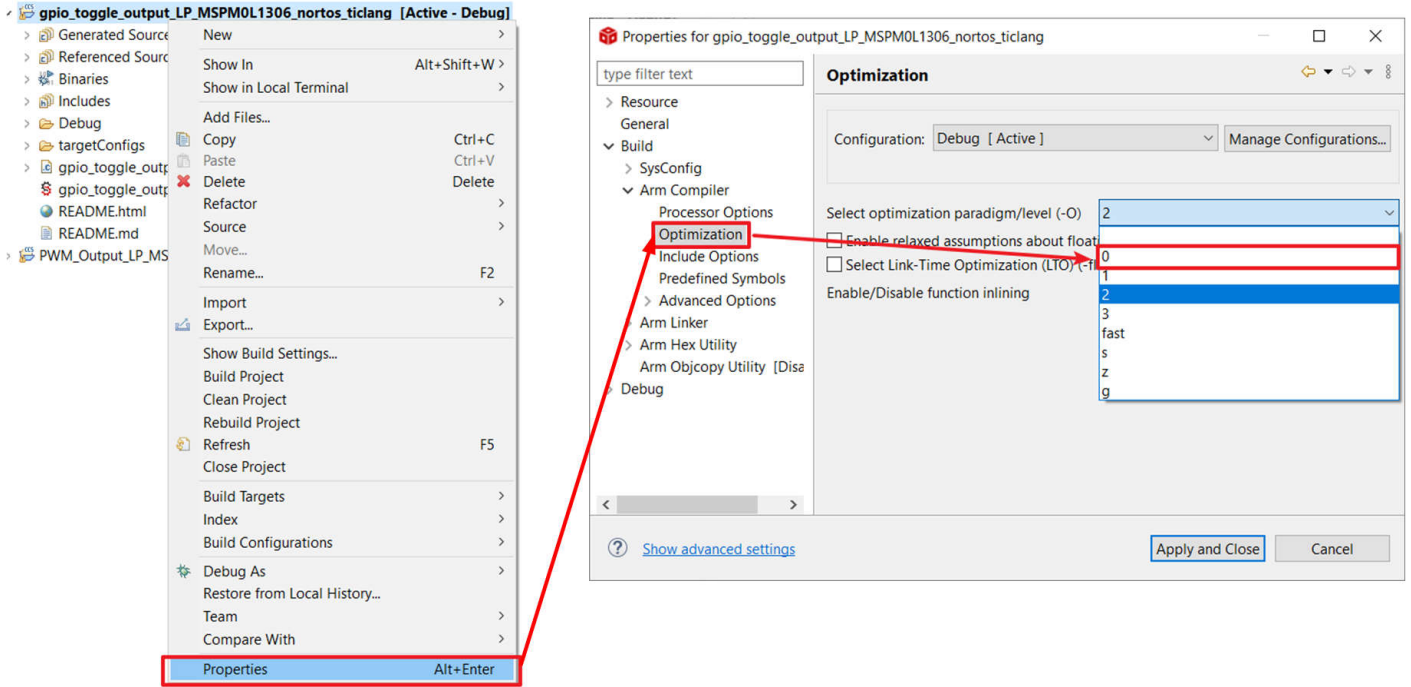 gpio_toggle_output_LP_MSPM0L1306_nortos_ticlang [Active - Debug]
Generated Source
Referenced Sourc
Binaries
Includes
Debug
targetConfigs
gpio_toggle_outp
gpio_toggle_outp
README.html
README.md
PWM_Output_LP_MS
New
Show In Alt+Shift+W
Show in Local Terminal
Add Files...
Copy Ctrl+C
Paste Ctrl+V
Delete Delete
Refactor
Source
Move...
Rename... F2
Import
Export...
Show Build Settings...
Build Project
Clean Project
Rebuild Project
Refresh F5
Close Project
Build Targets
Index
Build Configurations
Debug As
Restore from Local History...
Team
Compare With
Properties Alt+Enter
Properties for gpio_toggle_output_LP_MSPM0L1306_nortos_ticlang
type filter text
Resource
General
Build
SysConfig
Arm Compiler
Processor Options
Optimization
Include Options
Predefined Symbols
Advanced Options
Arm Linker
Arm Hex Utility
Arm Objcopy Utility [Disa
Debug
Optimization
Configuration: Debug [ Active ] Manage Configurations...
Select optimization paradigm/level (-O) 2
Enable relaxed assumptions about floati
Select Link-Time Optimization (LTO) (-fl
Enable/Disable function inlining
0
1
2
3
fast
s
z
g
Show advanced settings
Apply and Close
Cancel